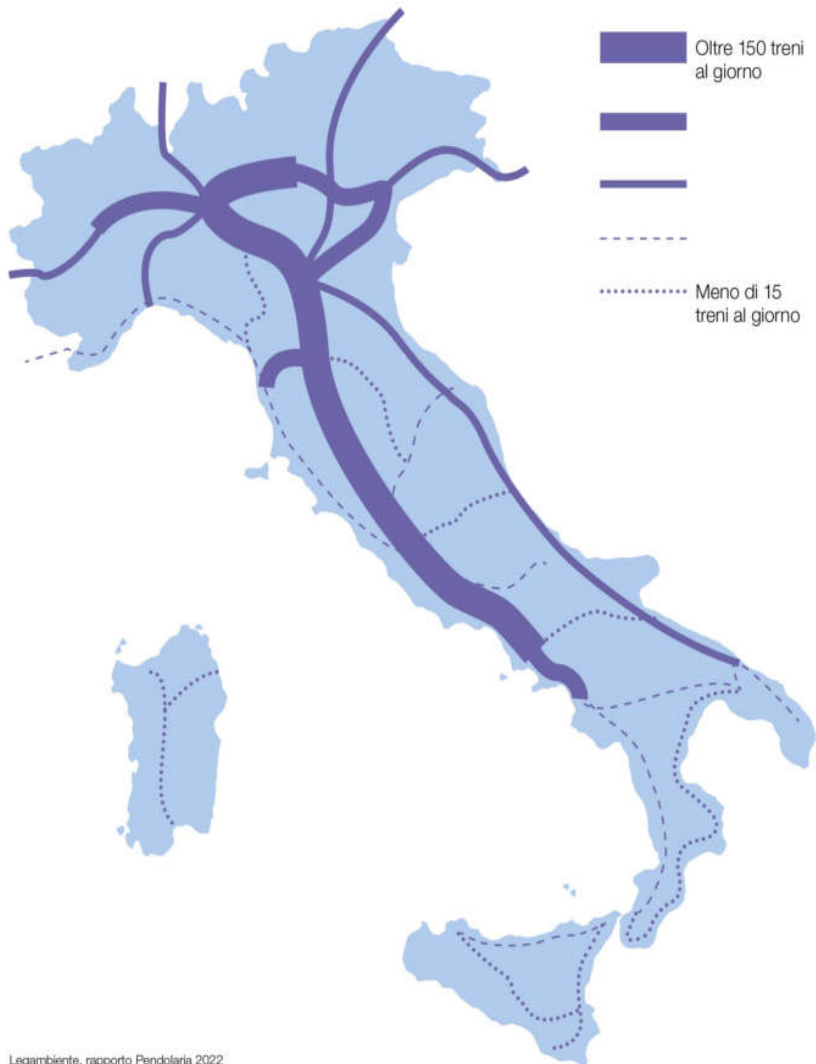 Oltre 150 treni
al giorno
Meno di 15
treni al giorno
Legambiente, rapporto Pendolaria 2022